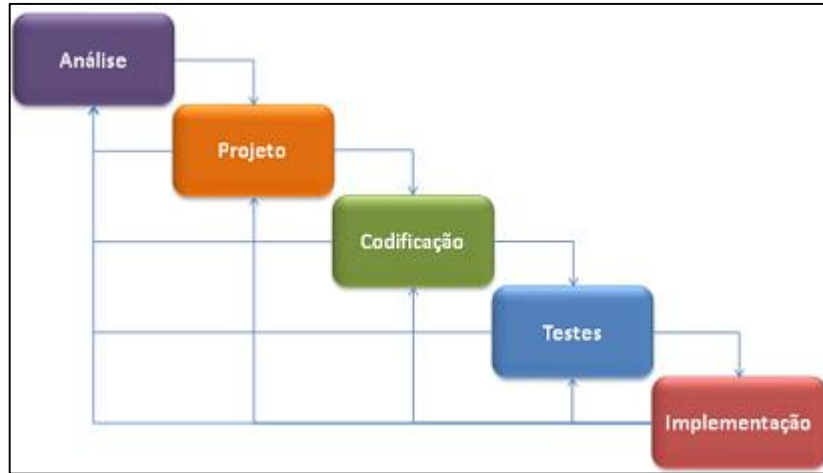 Análise
Projeto
Codificação
Testes
Implementação